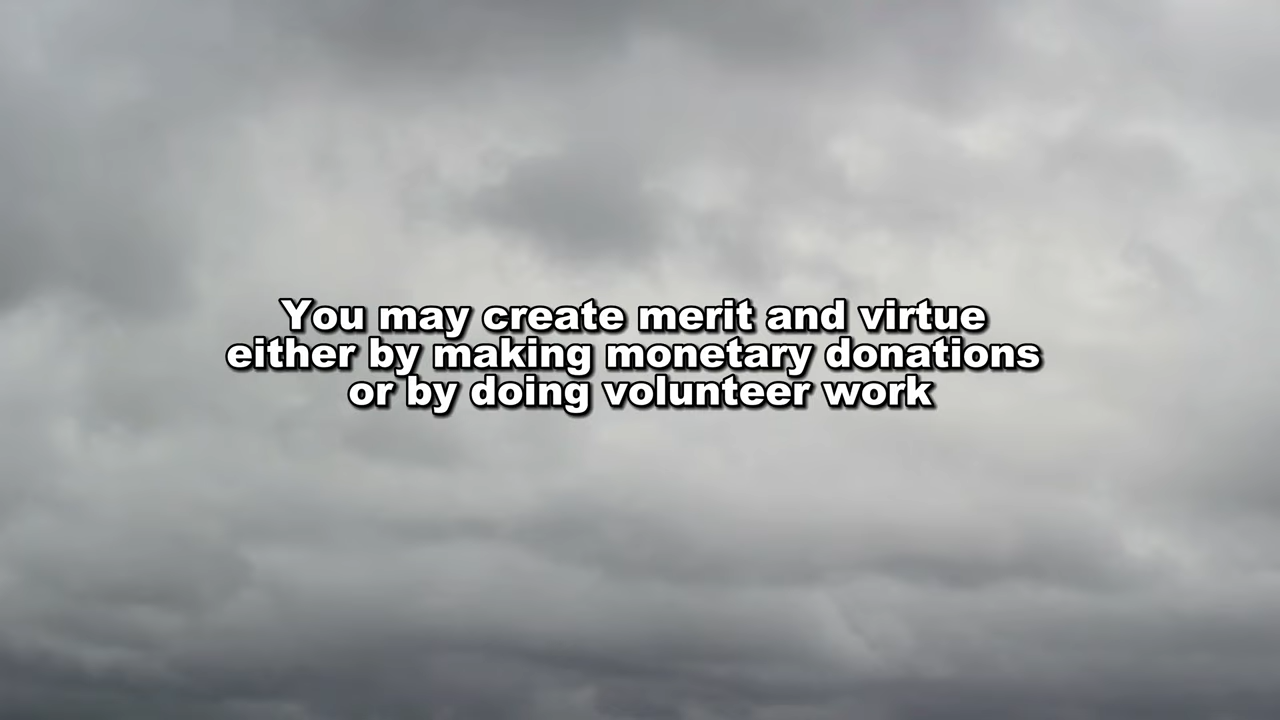 You may create merit and virtue
either by making monetary donations
or by doing volunteer work